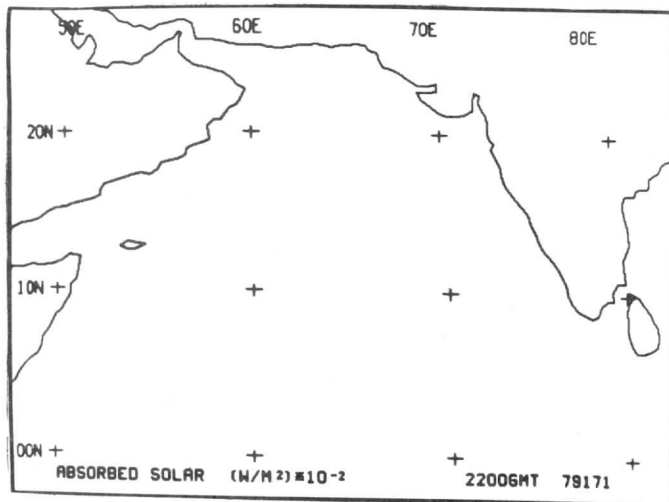 50E 60E 70E 80E
20N
10N
00N
ABSORBED SOLAR (W/M²)*10⁻² 2200GMT 79171